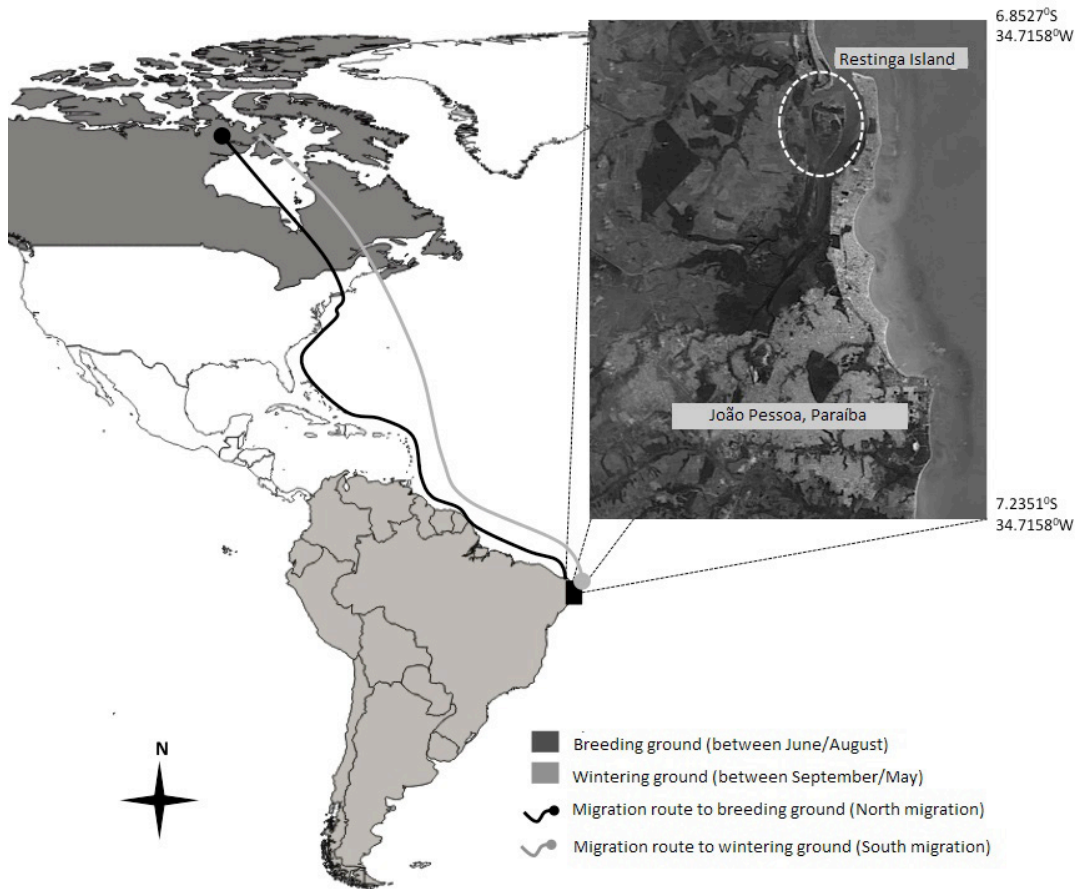 6.8527⁰S
34.7158⁰W
Restinga Island
João Pessoa, Paraíba
7.2351⁰S
34.7158⁰W
N
Breeding ground (between June/August)
Wintering ground (between September/May)
Migration route to breeding ground (North migration)
Migration route to wintering ground (South migration)